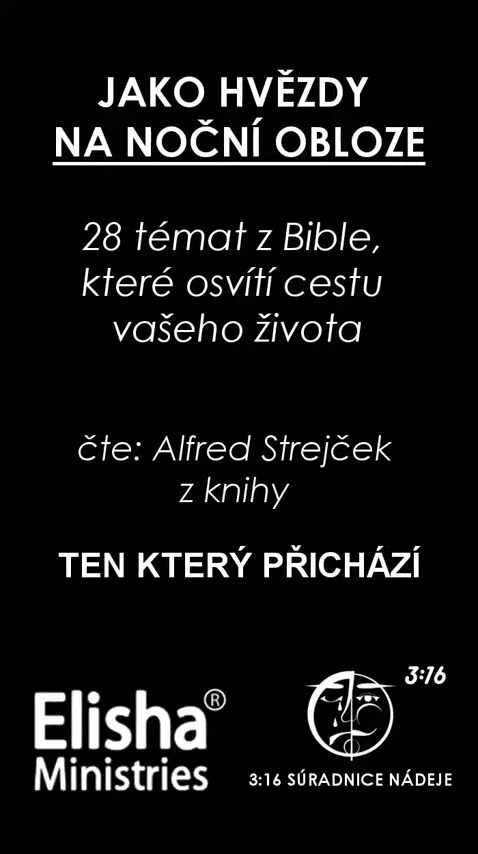 JAKO HVĚZDY
NA NOČNÍ OBLOZE
28 témat z Bible,
které osvítí cestu
vašeho života
čte: Alfred Strejček
z knihy
TEN KTERÝ PŘICHÁZÍ
3:16
Elisha®
Ministries
3:16 SÚRADNICE NÁDEJE